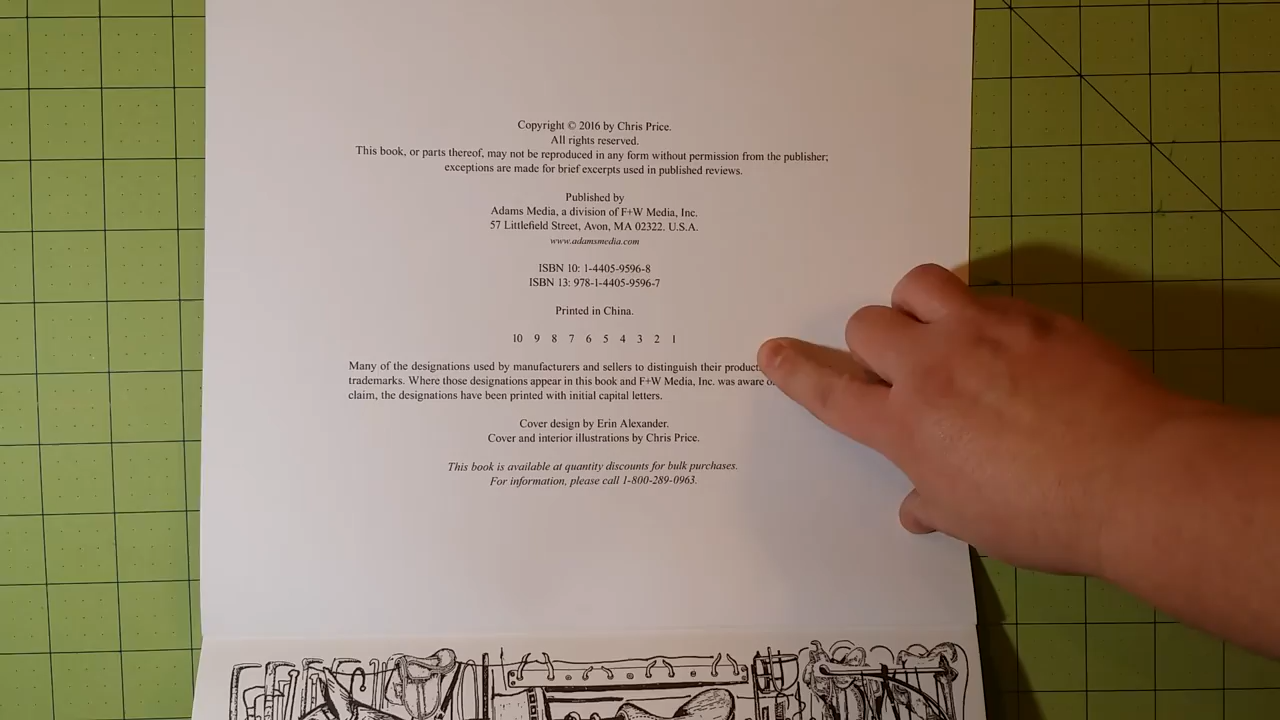 Copyright © 2016 by Chris Price.
All rights reserved.
This book, or parts thereof, may not be reproduced in any form without permission from the publisher;
exceptions are made for brief excerpts used in published reviews.
Published by
Adams Media, a division of F+W Media, Inc.
57 Littlefield Street, Avon, MA 02322. U.S.A.
www.adamsmedia.com
ISBN 10: 1-4405-9596-8
ISBN 13: 978-1-4405-9596-7
Printed in China.
10 9 8 7 6 5 4 3 2 1
Many of the designations used by manufacturers and sellers to distinguish their
trademarks. Where those designations appear in this book and F+W Media, Inc. was aware
claim, the designations have been printed with initial capital letters.
Cover design by Erin Alexander.
Cover and interior illustrations by Chris Price.
This book is available at quantity discounts for bulk purchases.
For information, please call 1-800-289-0963.